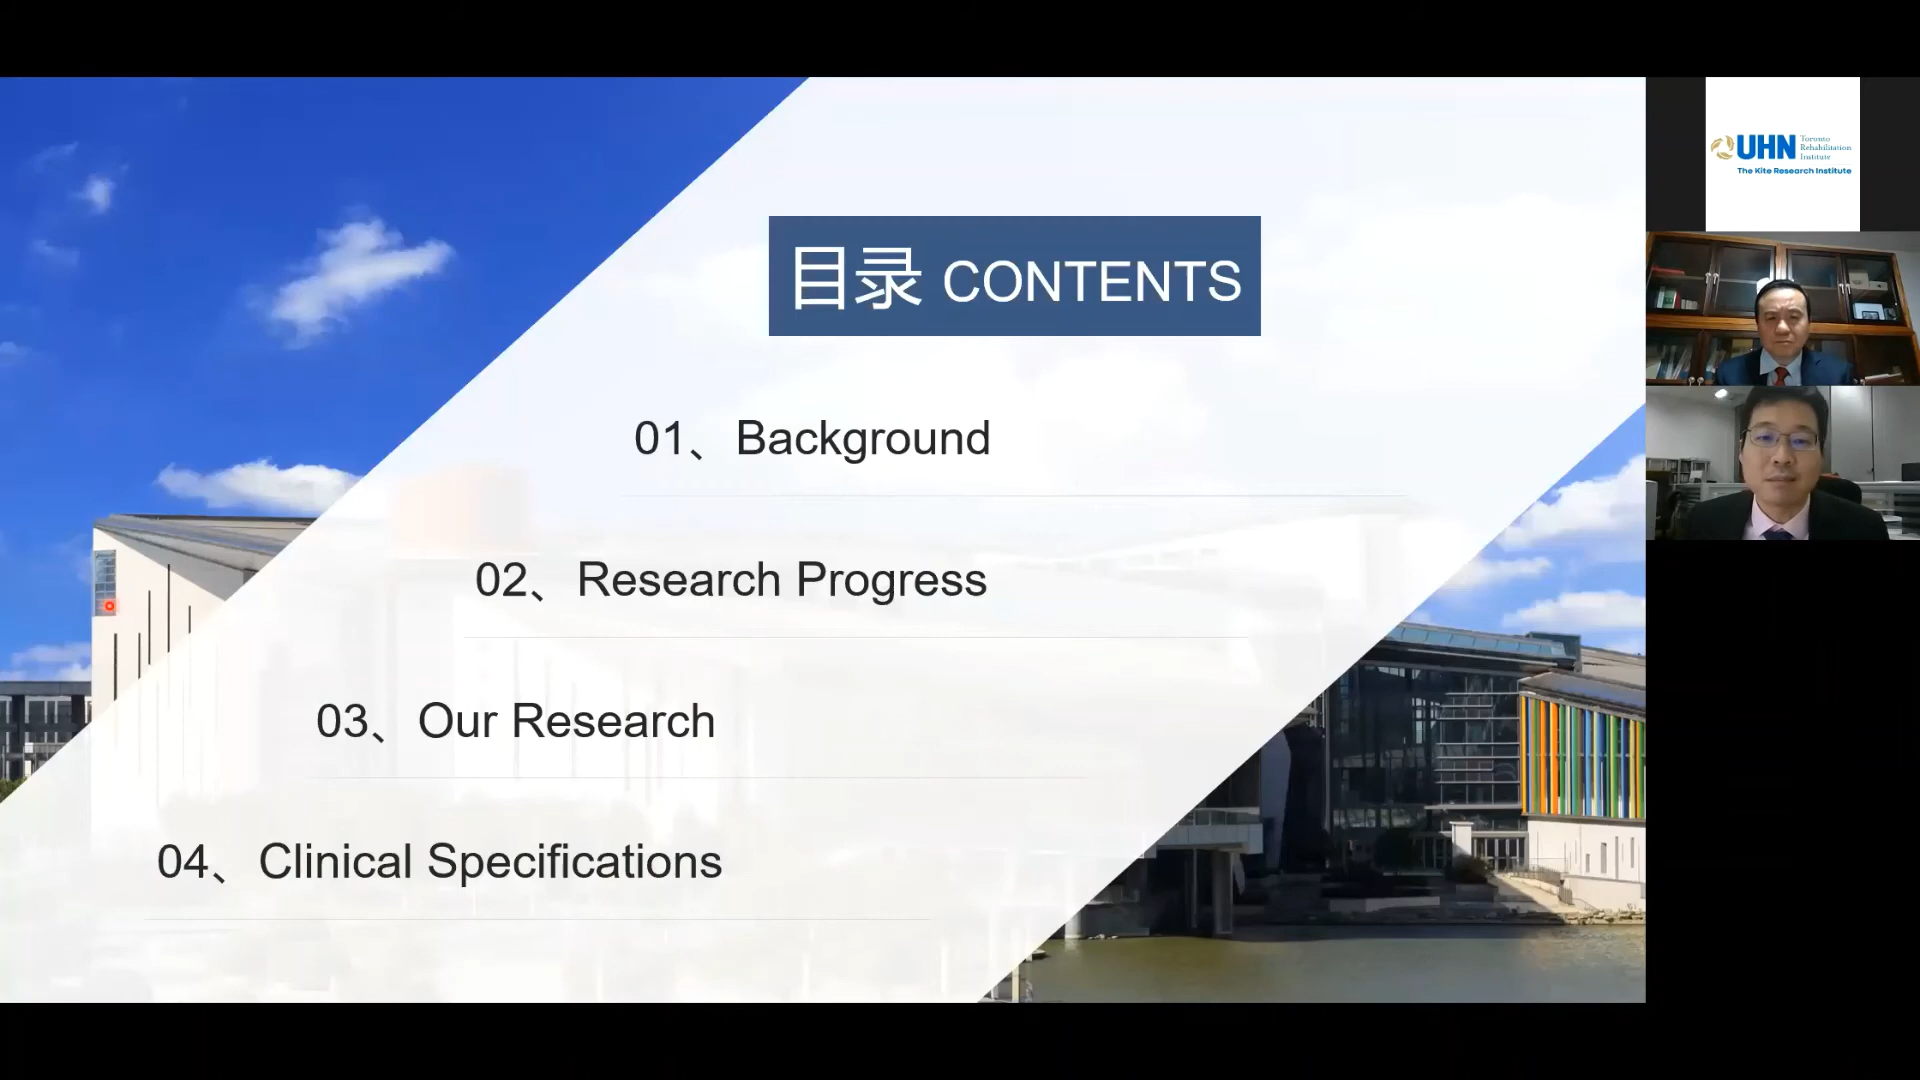 目录 CONTENTS
01、Background
02、Research Progress
03、Our Research
04、Clinical Specifications
UHN
Toronto
Rehabilitation
Institute
The Kite Research Institute